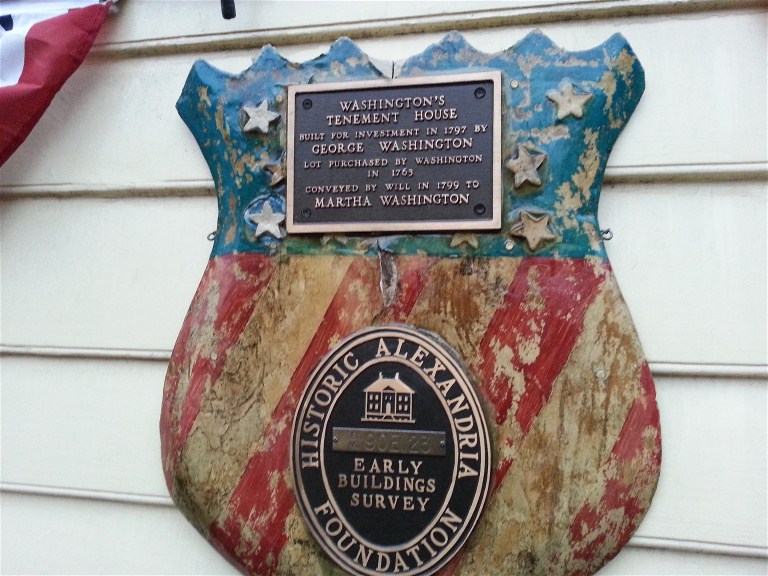 WASHINGTON'S
TENEMENT HOUSE
BUILT FOR INVESTMENT IN 1797 BY
GEORGE WASHINGTON
LOT PURCHASED BY WASHINGTON
IN 1763
CONVEYED BY WILL IN 1799 TO
MARTHA WASHINGTON
HISTORIC ALEXANDRIA
EARLY
BUILDINGS
SURVEY
FOUNDATION